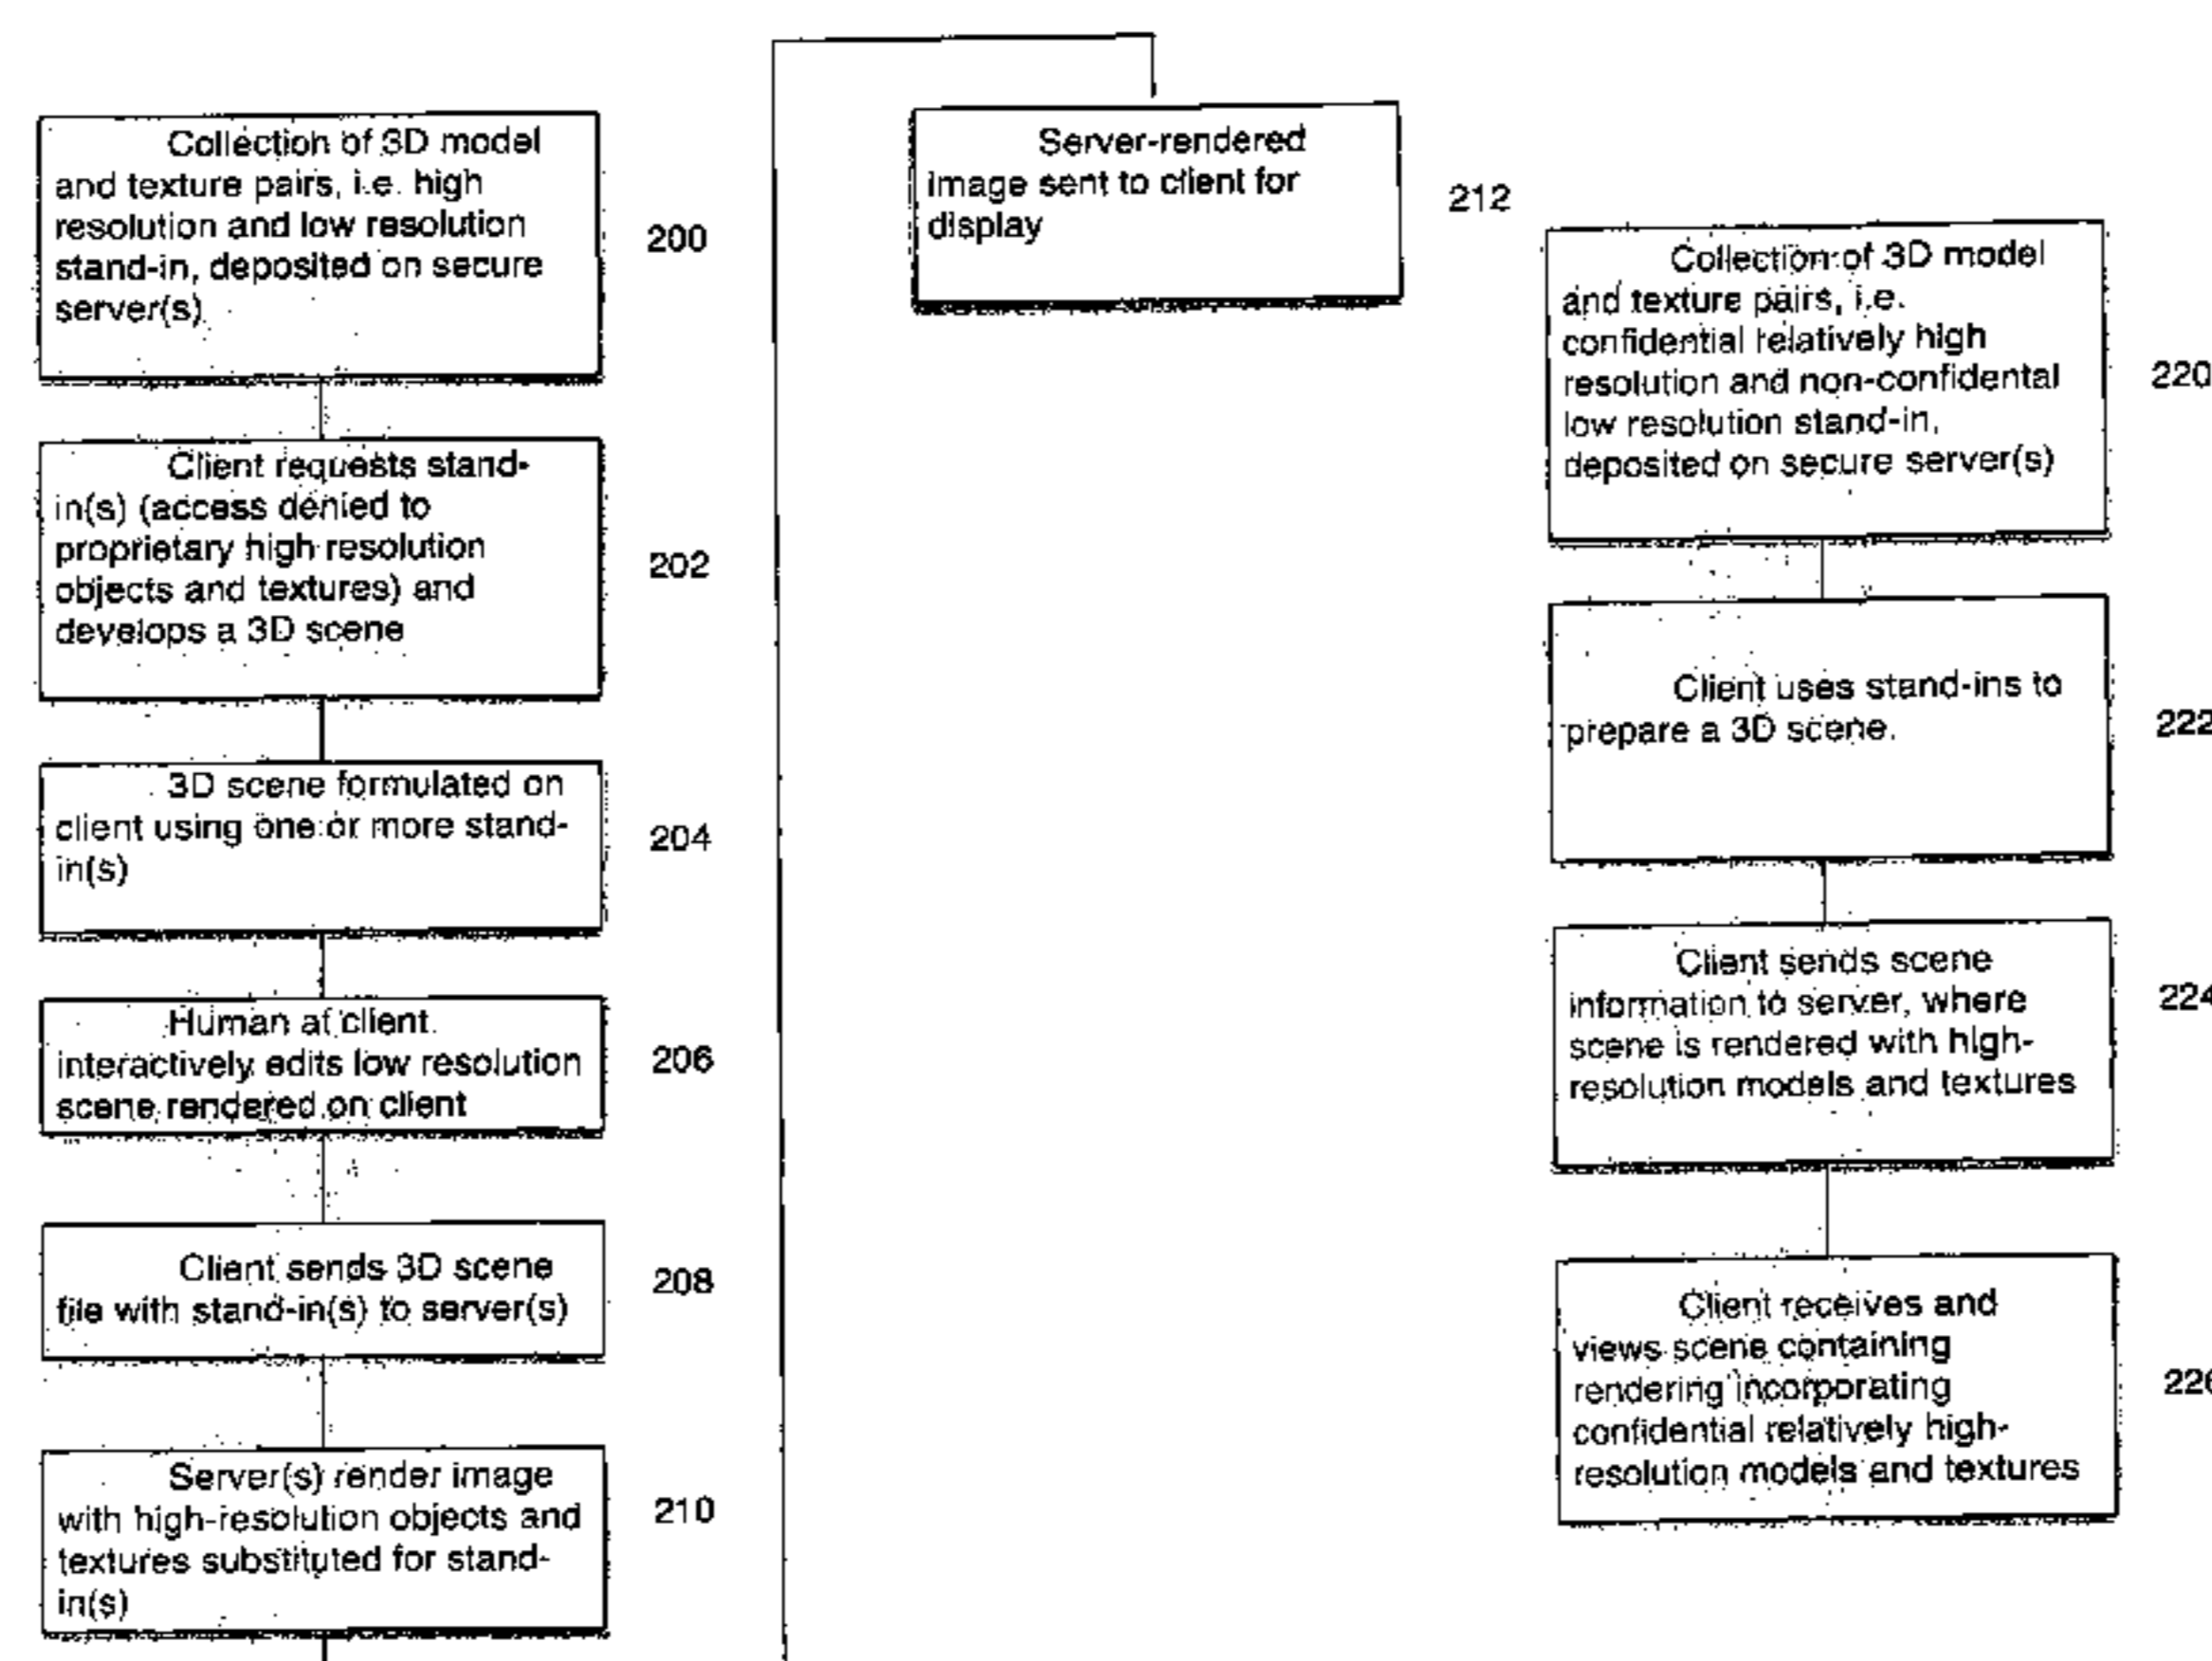 Collection of 3D model
and texture pairs, i.e. high
resolution and low resolution
stand-in, deposited on secure
server(s)
200
Client requests stand-
in(s) (access denied to
proprietary high resolution
objects and textures) and
develops a 3D scene
202
3D scene formulated on
client using one or more stand-
in(s)
204
Human at client
interactively edits low resolution
scene rendered on client
206
Client sends 3D scene
file with stand-in(s) to server(s)
208
Server(s) render image
with high-resolution objects and
textures substituted for stand-
in(s)
210
Server-rendered
image sent to client for
display
212
Collection of 3D model
and texture pairs, i.e.
confidential relatively high
resolution and non-confidental
low resolution stand-in,
deposited on secure server(s)
220
Client uses stand-ins to
prepare a 3D scene.
222
Client sends scene
information to server, where
scene is rendered with high-
resolution models and textures
224
Client receives and
views scene containing
rendering incorporating
confidential relatively high-
resolution models and textures
226